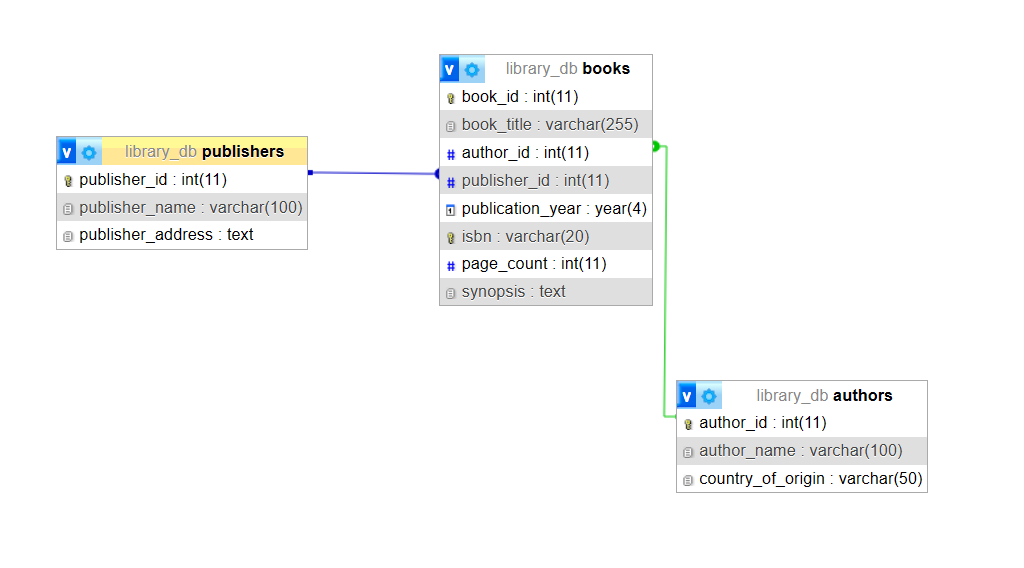 v library_db publishers
publisher_id : int(11)
publisher_name : varchar(100)
publisher_address : text
v library_db books
book_id : int(11)
book_title : varchar(255)
# author_id : int(11)
# publisher_id : int(11)
publication_year : year(4)
isbn : varchar(20)
# page_count : int(11)
synopsis : text
v library_db authors
author_id : int(11)
author_name : varchar(100)
country_of_origin : varchar(50)